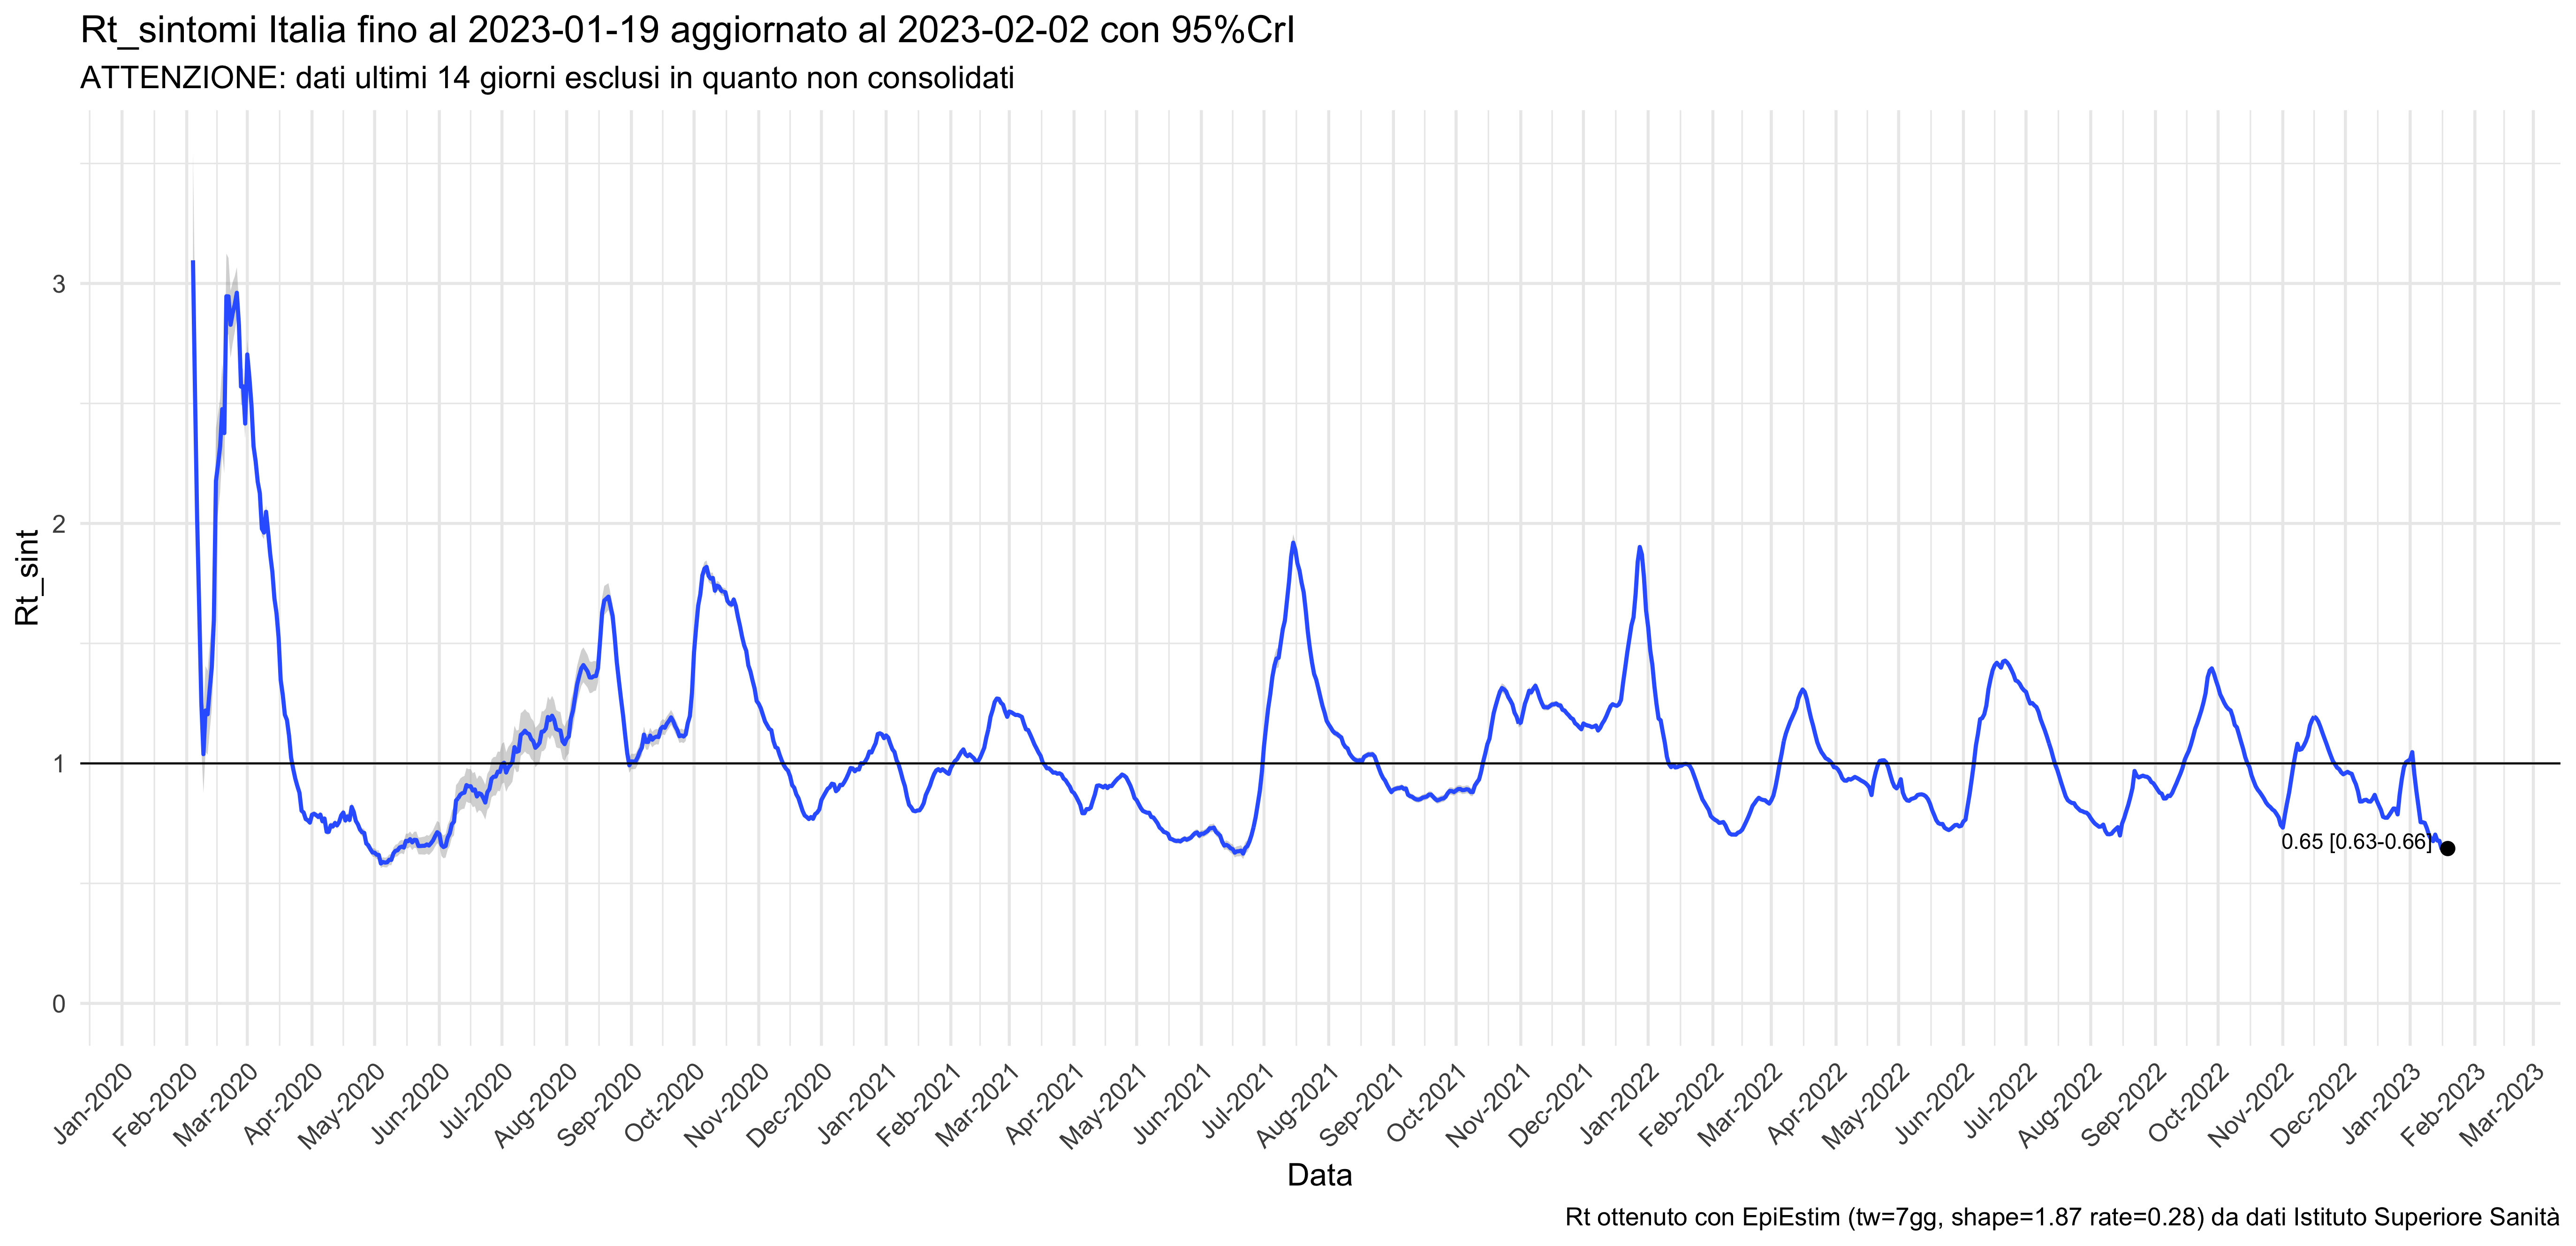 Rt_sintomi Italia fino al 2023-01-19 aggiornato al 2023-02-02 con 95%CrI
ATTENZIONE: dati ultimi 14 giorni esclusi in quanto non consolidati
Rt_sint
3
2
1
0
0.65 [0.63-0.66]
Jan-2020
Feb-2020
Mar-2020
Apr-2020
May-2020
Jun-2020
Jul-2020
Aug-2020
Sep-2020
Oct-2020
Nov-2020
Dec-2020
Jan-2021
Feb-2021
Mar-2021
Apr-2021
May-2021
Jun-2021
Jul-2021
Aug-2021
Sep-2021
Oct-2021
Nov-2021
Dec-2021
Jan-2022
Feb-2022
Mar-2022
Apr-2022
May-2022
Jun-2022
Jul-2022
Aug-2022
Sep-2022
Oct-2022
Nov-2022
Dec-2022
Jan-2023
Feb-2023
Mar-2023
Data
Rt ottenuto con EpiEstim (tw=7gg, shape=1.87 rate=0.28) da dati Istituto Superiore Sanità